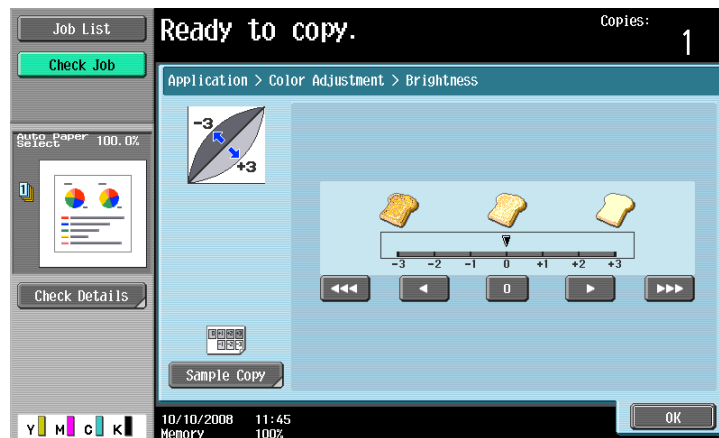 Job List
Ready to copy.
Copies:
1
Check Job
Application > Color Adjustment > Brightness
Auto Paper
Select
100.0%
-3
+3
1
-3 -2 -1 0 +1 +2 +3
0
Check Details
Sample Copy
OK
Y M C K
10/10/2008 11:45
Memory 100%